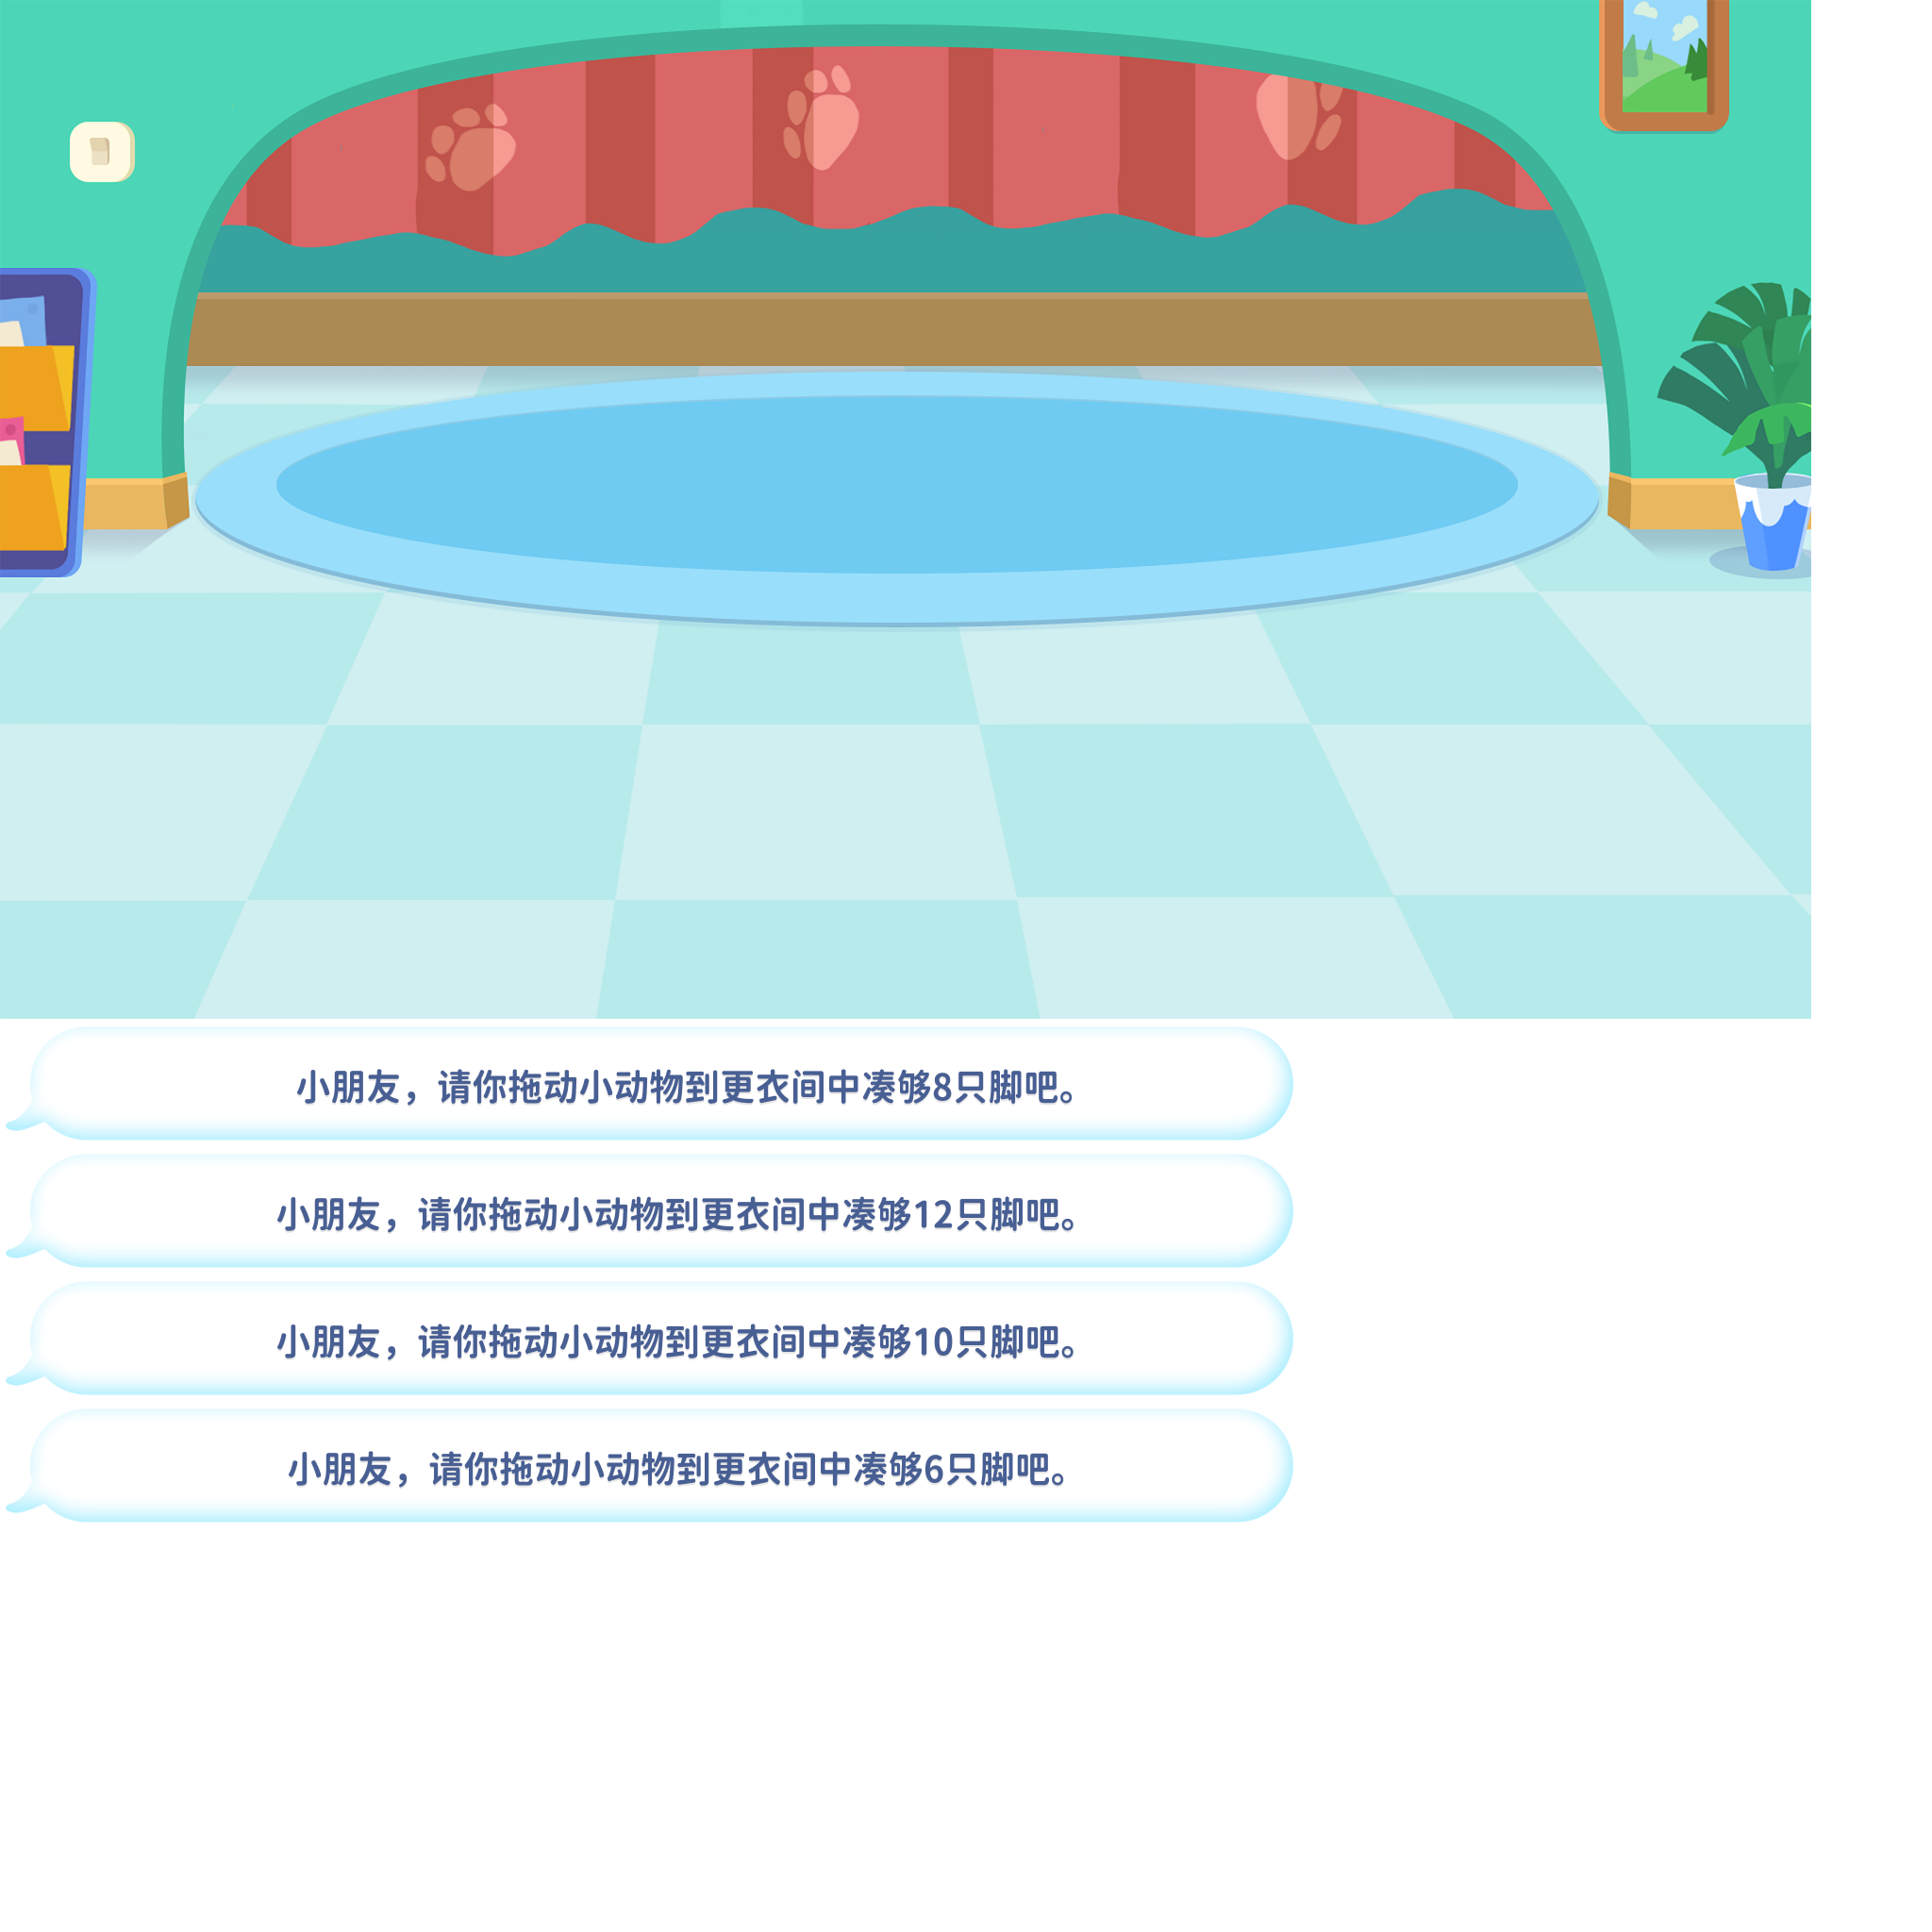 小朋友，请你拖动小动物到更衣间中凑够8只脚吧。
小朋友，请你拖动小动物到更衣间中凑够12只脚吧。
小朋友，请你拖动小动物到更衣间中凑够10只脚吧。
小朋友，请你拖动小动物到更衣间中凑够6只脚吧。